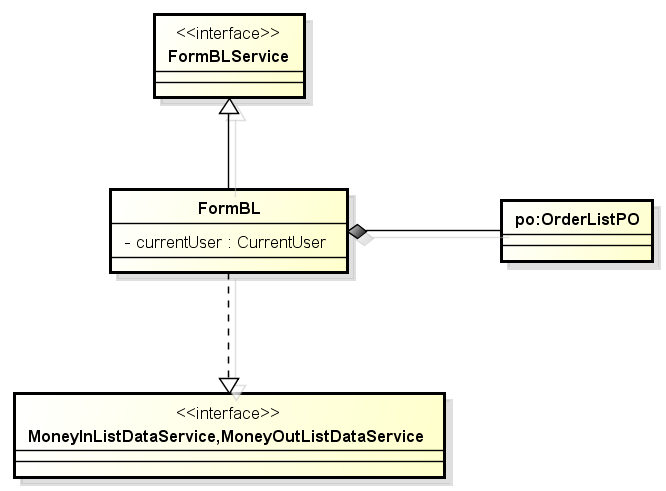 <<interface>>
FormBLService
FormBL
- currentUser : CurrentUser
po:OrderListPO
<<interface>>
MoneyInListDataService,MoneyOutListDataService